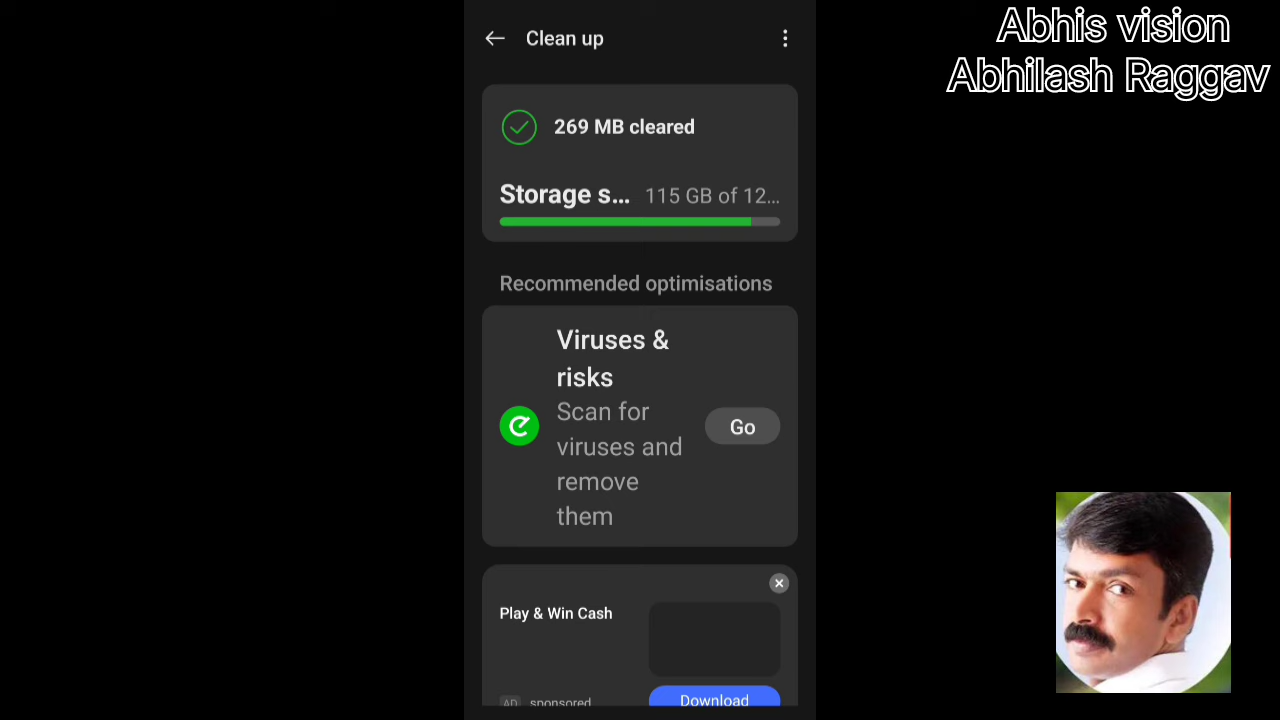 Abhis vision
Abhilash Raggav
Clean up
269 MB cleared
Storage s... 115 GB of 12...
Recommended optimisations
Viruses &
risks
Scan for
viruses and
remove
them
Go
Play & Win Cash
AD sponsored
Download